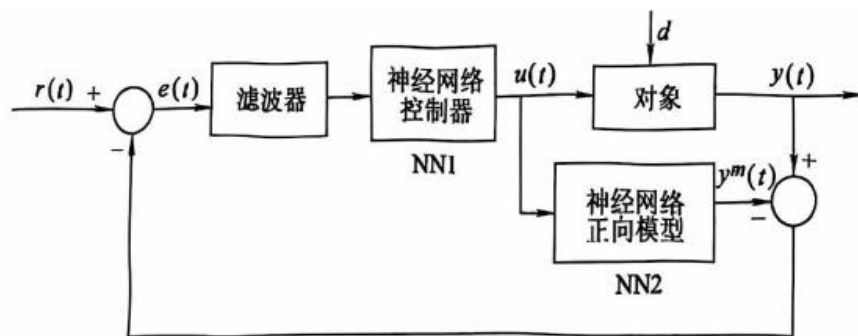 d
r(t) +
e(t)
滤波器
神经网络
控制器
NN1
u(t)
对象
y(t)
−
神经网络
正向模型
NN2
y^m(t)
+
−